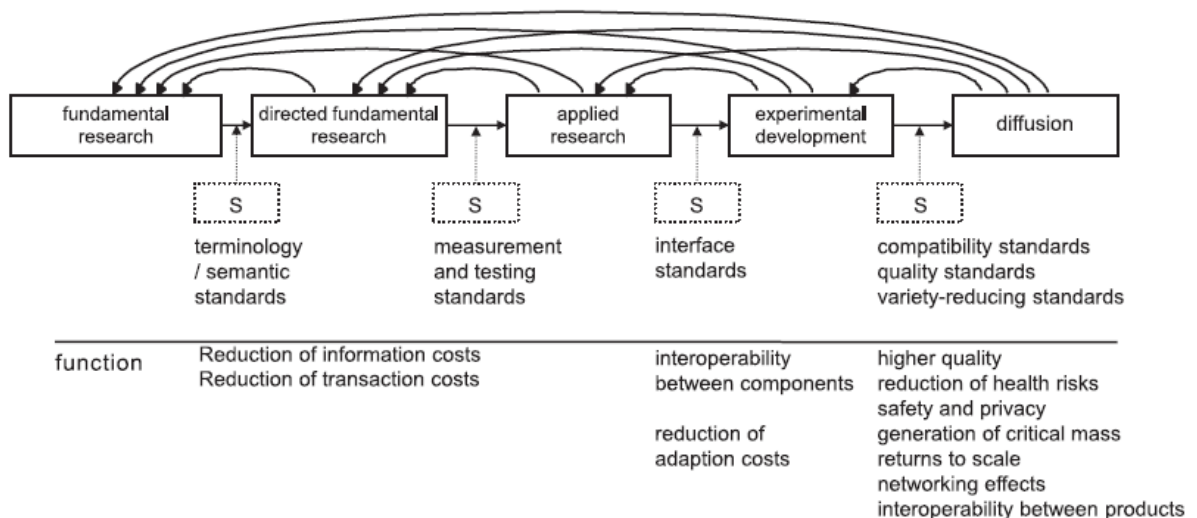 fundamental
research
directed fundamental
research
applied
research
experimental
development
diffusion
S
S
S
S
terminology
/ semantic
standards
measurement
and testing
standards
interface
standards
compatibility standards
quality standards
variety-reducing standards
function
Reduction of information costs
Reduction of transaction costs
interoperability
between components
reduction of
adaption costs
higher quality
reduction of health risks
safety and privacy
generation of critical mass
returns to scale
networking effects
interoperability between products